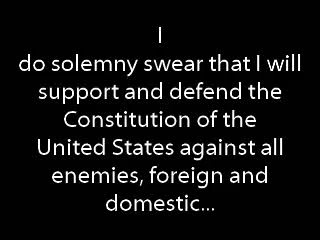 I
do solemny swear that I will
support and defend the
Constitution of the
United States against all
enemies, foreign and
domestic...